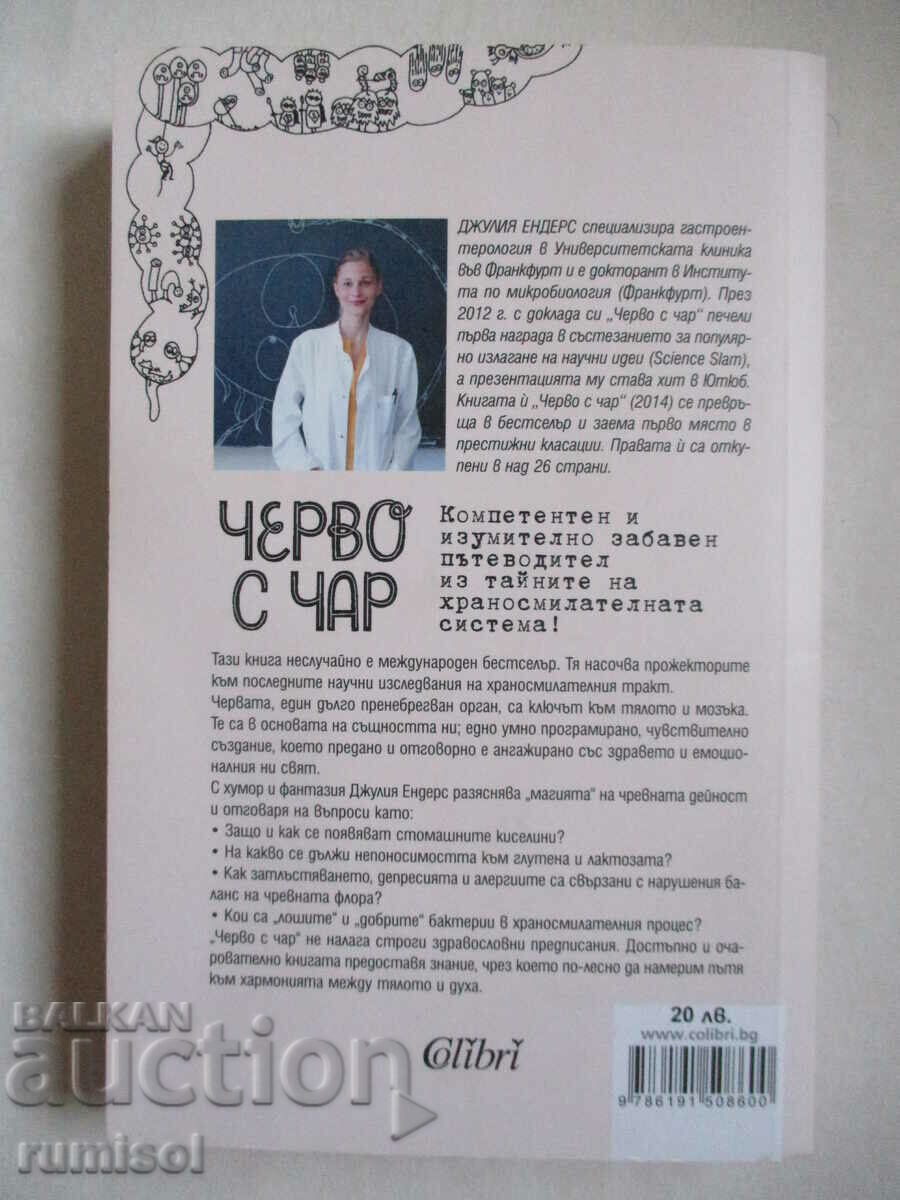 ДЖУЛИЯ ЕНДЕРС специализира гастроен-
терология в Университетската клиника
във Франкфурт и е докторант в Институ-
та по микробиология (Франкфурт). През
2012 г. с доклада си „Черво с чар“ печели
първа награда в състезанието за популяр-
но излагане на научни идеи (Science Slam),
а презентацията му става хит в Ютюб.
Книгата ѝ „Черво с чар“ (2014) се превръ-
ща в бестселър и заема първо място в
престижни класации. Правата ѝ са отку-
пени в над 26 страни.
ЧЕРВО
С ЧАР
Компетентен и
изумително забавен
пътеводител
из тайните на
храносмилателната
система!
Тази книга неслучайно е международен бестселър. Тя насочва прожекторите
към последните научни изследвания на храносмилателния тракт.
Червата, един дълго пренебрегван орган, са ключът към тялото и мозъка.
Те са в основата на същността ни; едно умно програмирано, чувствително
създание, което предано и отговорно е ангажирано със здравето и емоцио-
налния ни свят.
С хумор и фантазия Джулия Ендерс разяснява „магията“ на чревната дейност
и отговаря на въпроси като:
• Защо и как се появяват стомашните киселини?
• На какво се дължи непоносимостта към глутена и лактозата?
• Как затлъстяването, депресията и алергиите са свързани с нарушения ба-
ланс на чревната флора?
• Кои са „лошите“ и „добрите“ бактерии в храносмилателния процес?
„Черво с чар“ не налага строги здравословни предписания. Достъпно и оча-
рователно книгата предоставя знание, чрез което по-лесно да намерим пътя
към хармонията между тялото и духа.
Colibri
20 лв.
www.colibri.bg
9 786191 508600
BALKAN
auction
rumisol